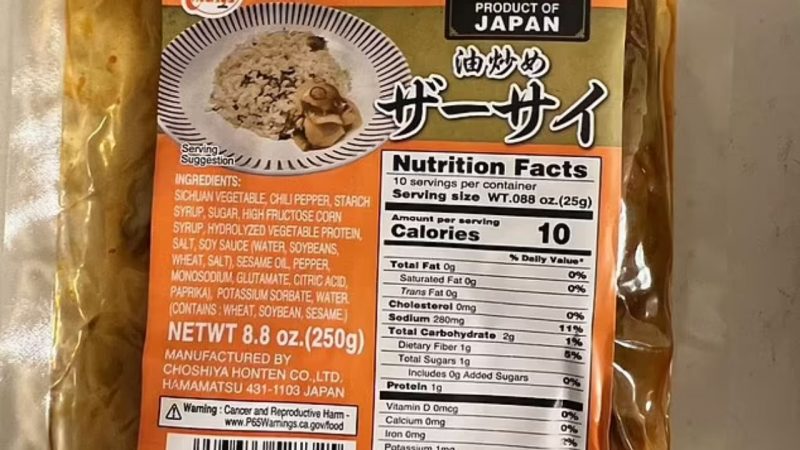 PRODUCT OF
JAPAN
油炒め
ザーサイ
Serving
Suggestion
INGREDIENTS:
SICHUAN VEGETABLE, CHILI PEPPER, STARCH
SYRUP, SUGAR, HIGH FRUCTOSE CORN
SYRUP, HYDROLYZED VEGETABLE PROTEIN,
SALT, SOY SAUCE (WATER, SOYBEANS,
WHEAT, SALT), SESAME OIL, PEPPER,
MONOSODIUM, GLUTAMATE, CITRIC ACID,
PAPRIKA), POTASSIUM SORBATE, WATER.
(CONTAINS : WHEAT, SOYBEAN, SESAME.)
NETWT 8.8 oz.(250g)
MANUFACTURED BY
CHOSHIYA HONTEN CO.,LTD.
HAMAMATSU 431-1103 JAPAN
Warning : Cancer and Reproductive Harm -
www.P65Warnings.ca.gov/food
Nutrition Facts
10 servings per container
Serving size WT.088 oz.(25g)
Amount per serving
Calories 10
% Daily Value*
Total Fat 0g 0%
Saturated Fat 0g 0%
Trans Fat 0g
Cholesterol 0mg 0%
Sodium 280mg 11%
Total Carbohydrate 2g 1%
Dietary Fiber 1g 5%
Total Sugars 1g
Includes 0g Added Sugars 0%
Protein 1g
Vitamin D 0mcg 0%
Calcium 0mg 0%
Iron 0mg
Potassium 1mg